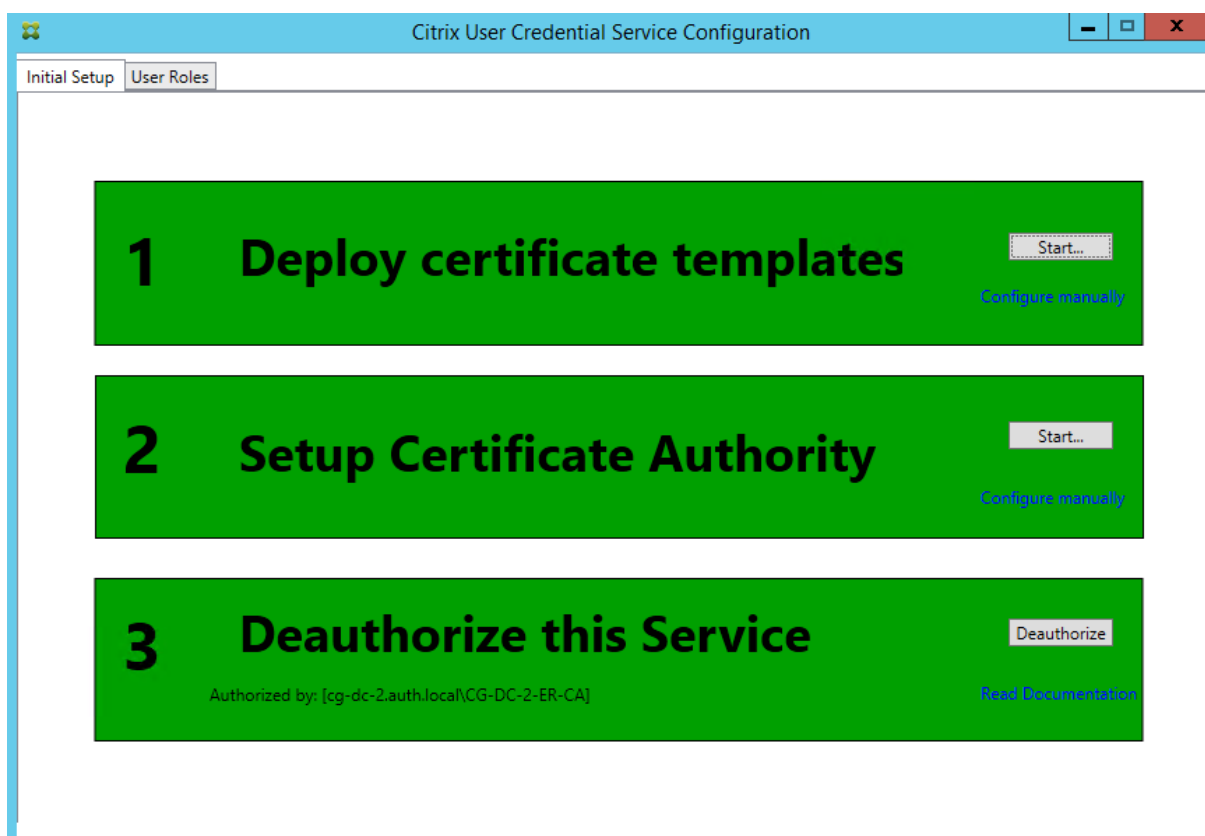 Citrix User Credential Service Configuration
X
Initial Setup
User Roles
1
Deploy certificate templates
Start...
Configure manually
2
Setup Certificate Authority
Start...
Configure manually
3
Deauthorize this Service
Deauthorize
Authorized by: [cg-dc-2.auth.local\CG-DC-2-ER-CA]
Read Documentation